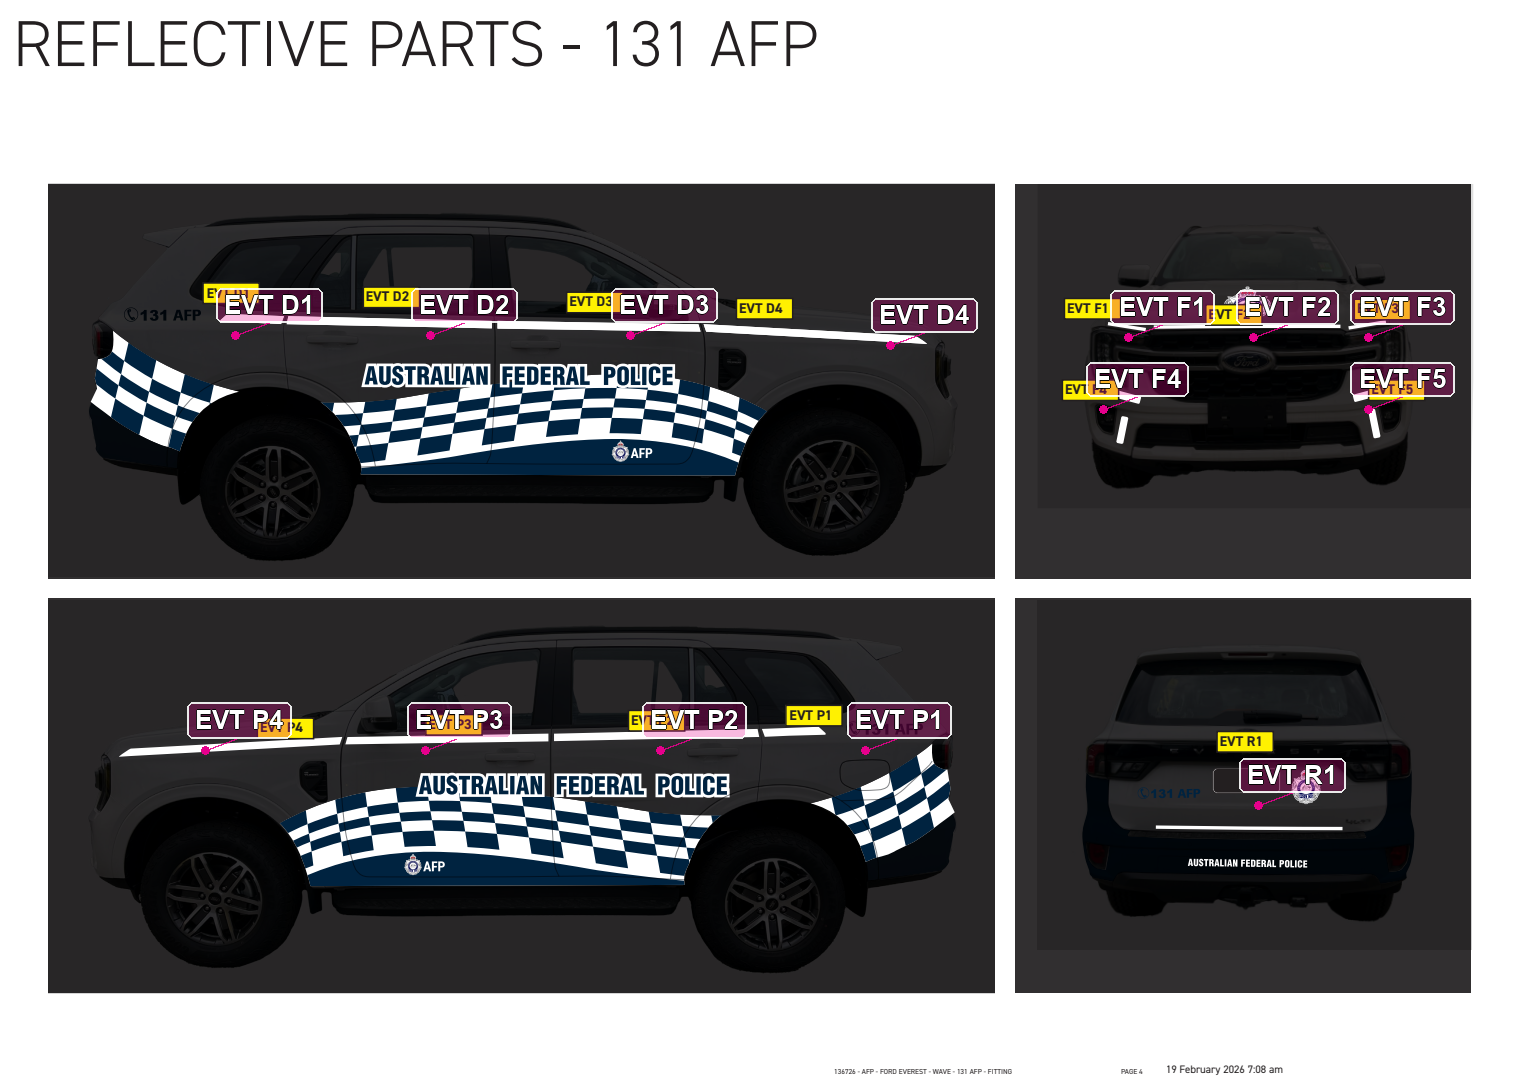 REFLECTIVE PARTS - 131 AFP
EVT D1
EVT D2
EVT D2
EVT D3
EVT D3
EVT D4
EVT D4
131 AFP
AUSTRALIAN FEDERAL POLICE
AFP
EVT F1
EVT F1
EVT F2
EVT F3
EVT F4
EVT F5
EVT P4
P4
EVT P3
P3
EVT P2
EVT P1
EVT P1
AUSTRALIAN FEDERAL POLICE
AFP
EVT R1
EVEREST
EVT R1
131 AFP
AUSTRALIAN FEDERAL POLICE
136726 - AFP - FORD EVEREST - WAVE - 131 AFP - FITTING
PAGE 4
19 February 2026 7:08 am